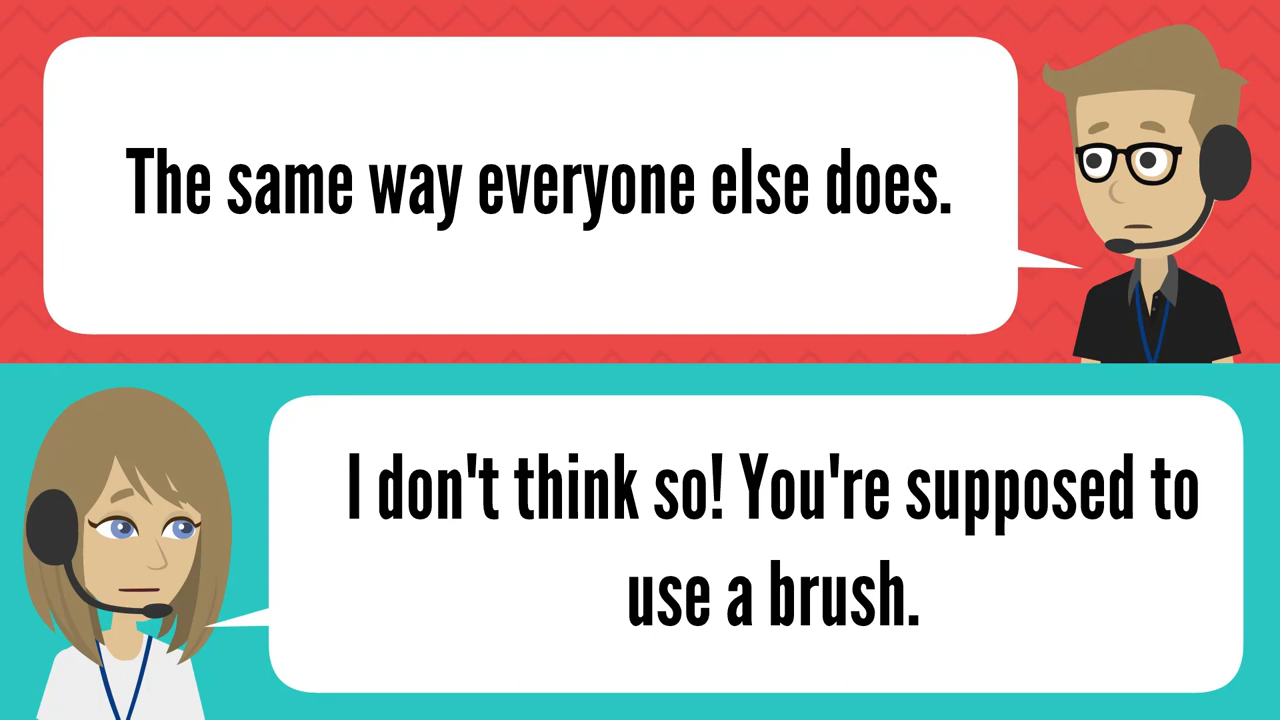 The same way everyone else does.
I don't think so! You're supposed to
use a brush.